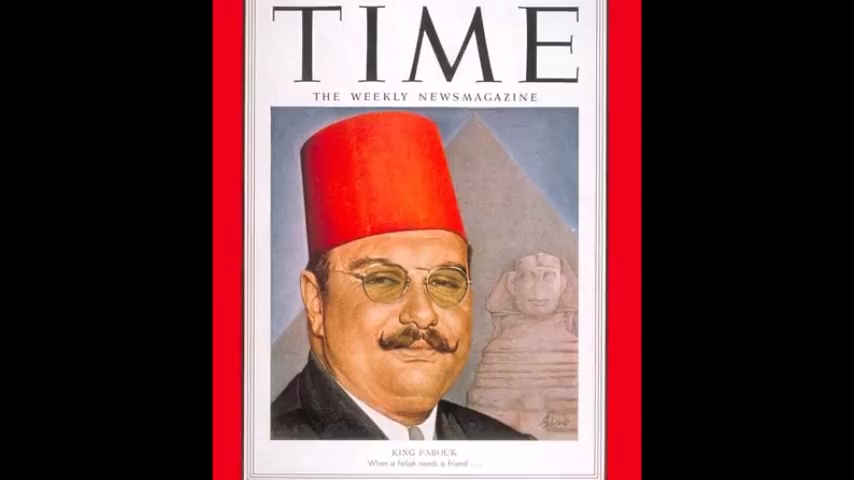 TIME
THE WEEKLY NEWSMAGAZINE
KING FAROUK
When a fellah needs a friend . . .